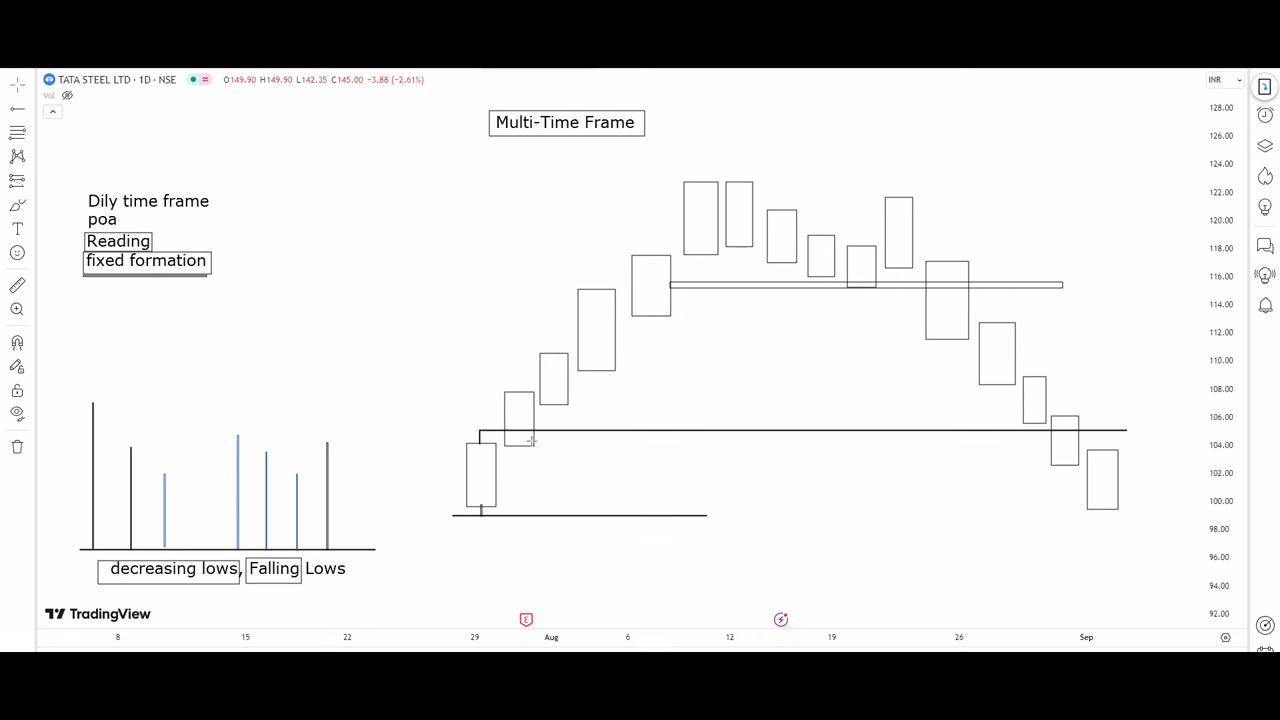 TATA STEEL LTD · 1D · NSE
O149.90 H149.90 L142.35 C145.00 −3.88 (−2.61%)
INR
Vol
Multi-Time Frame
Dily time frame
poa
Reading
fixed formation
decreasing lows, Falling Lows
128.00
126.00
124.00
122.00
120.00
118.00
116.00
114.00
112.00
110.00
108.00
106.00
104.00
102.00
100.00
98.00
96.00
94.00
92.00
TradingView
E
8
15
22
29
Aug
6
12
19
26
Sep